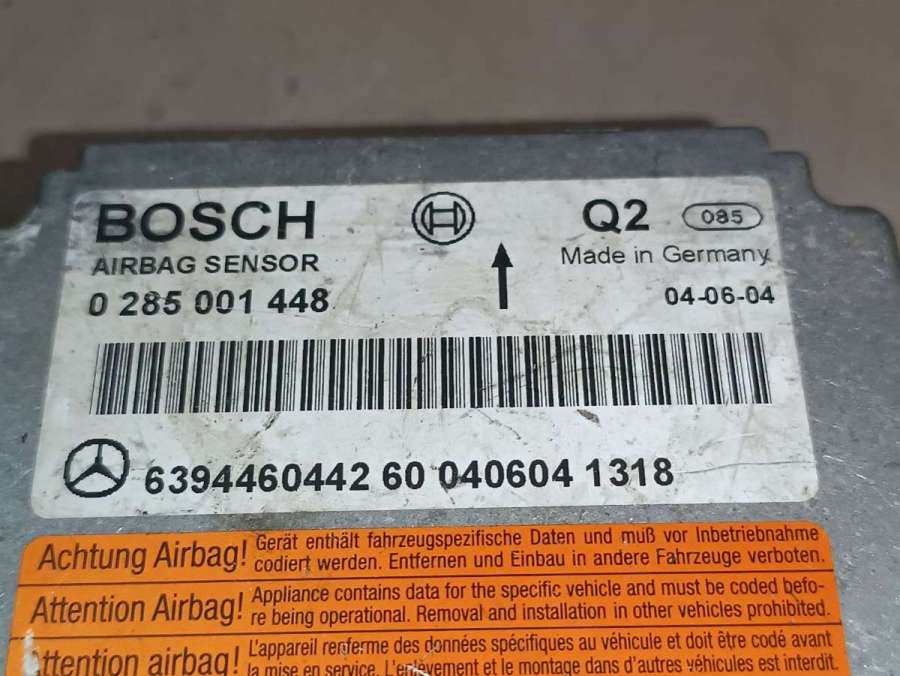 BOSCH
Q2 085
AIRBAG SENSOR
Made in Germany
0 285 001 448
04-06-04
6394460442 60 040604 1318
Achtung Airbag! Gerät enthält fahrzeugspezifische Daten und muß vor Inbetriebnahme
codiert werden. Entfernen und Einbau in andere Fahrzeuge verboten.
Attention Airbag! Appliance contains data for the specific vehicle and must be coded befo-
re being operational. Removal and installation in other vehicles prohibited.
Attention airbag! L'appareil renferme des données spécifiques au véhicule et doit être codé avant
la mise en service. L'enlèvement et le montage dans d'autres véhicules est interdit.